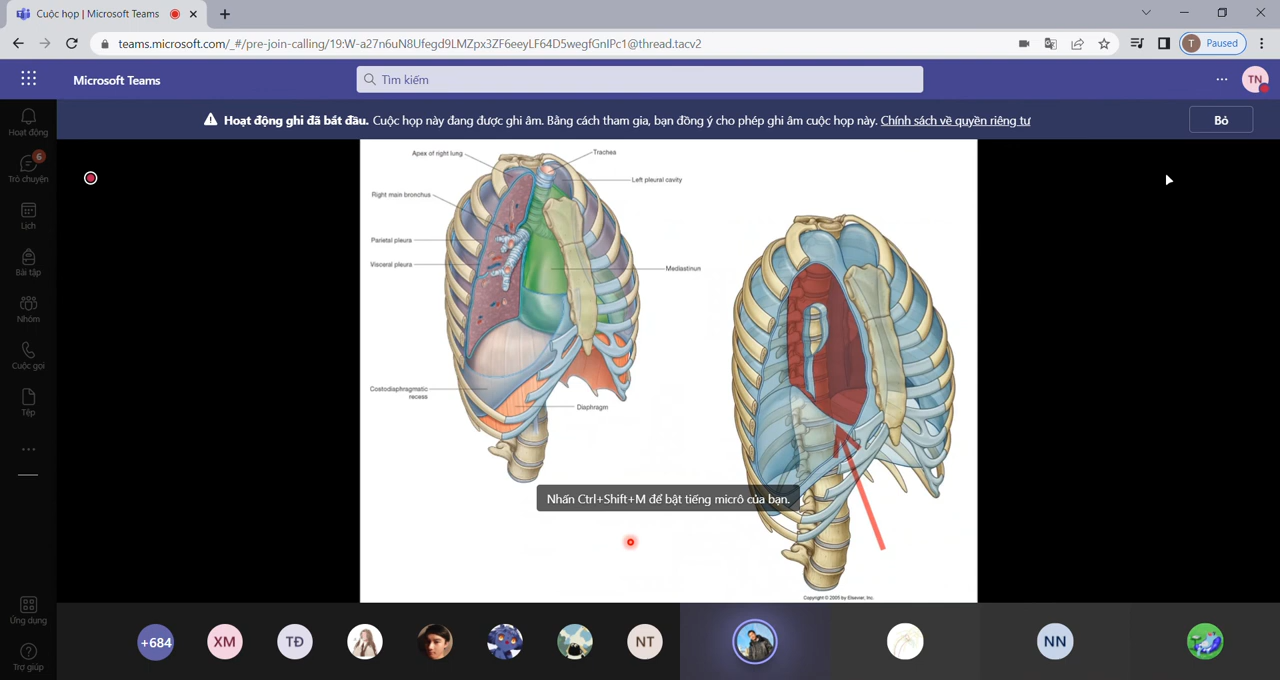 Cuộc họp | Microsoft Teams
teams.microsoft.com/_#/pre-join-calling/19:W-a27n6uN8Ufegd9LMZpx3ZF6eeyLF64D5wegfGnIPc1@thread.tacv2
T Paused
Microsoft Teams
Tìm kiếm
TN
Hoạt động ghi đã bắt đầu. Cuộc họp này đang được ghi âm. Bằng cách tham gia, bạn đồng ý cho phép ghi âm cuộc họp này. Chính sách về quyền riêng tư
Bỏ
Hoạt động
6
Trò chuyện
Lịch
Bài tập
Nhóm
Cuộc gọi
Tệp
Ứng dụng
Trợ giúp
Apex of right lung
Trachea
Left pleural cavity
Right main bronchus
Parietal pleura
Visceral pleura
Mediastinum
Costodiaphragmatic
recess
Diaphragm
Nhấn Ctrl+Shift+M để bật tiếng micrô của bạn.
Copyright © 2005 by Elsevier, Inc.
+684
XM
TĐ
NT
NN